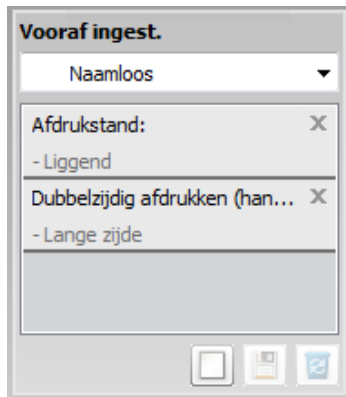 Vooraf ingest.
Naamloos
Afdrukstand: X
- Liggend
Dubbelzijdig afdrukken (han... X
- Lange zijde